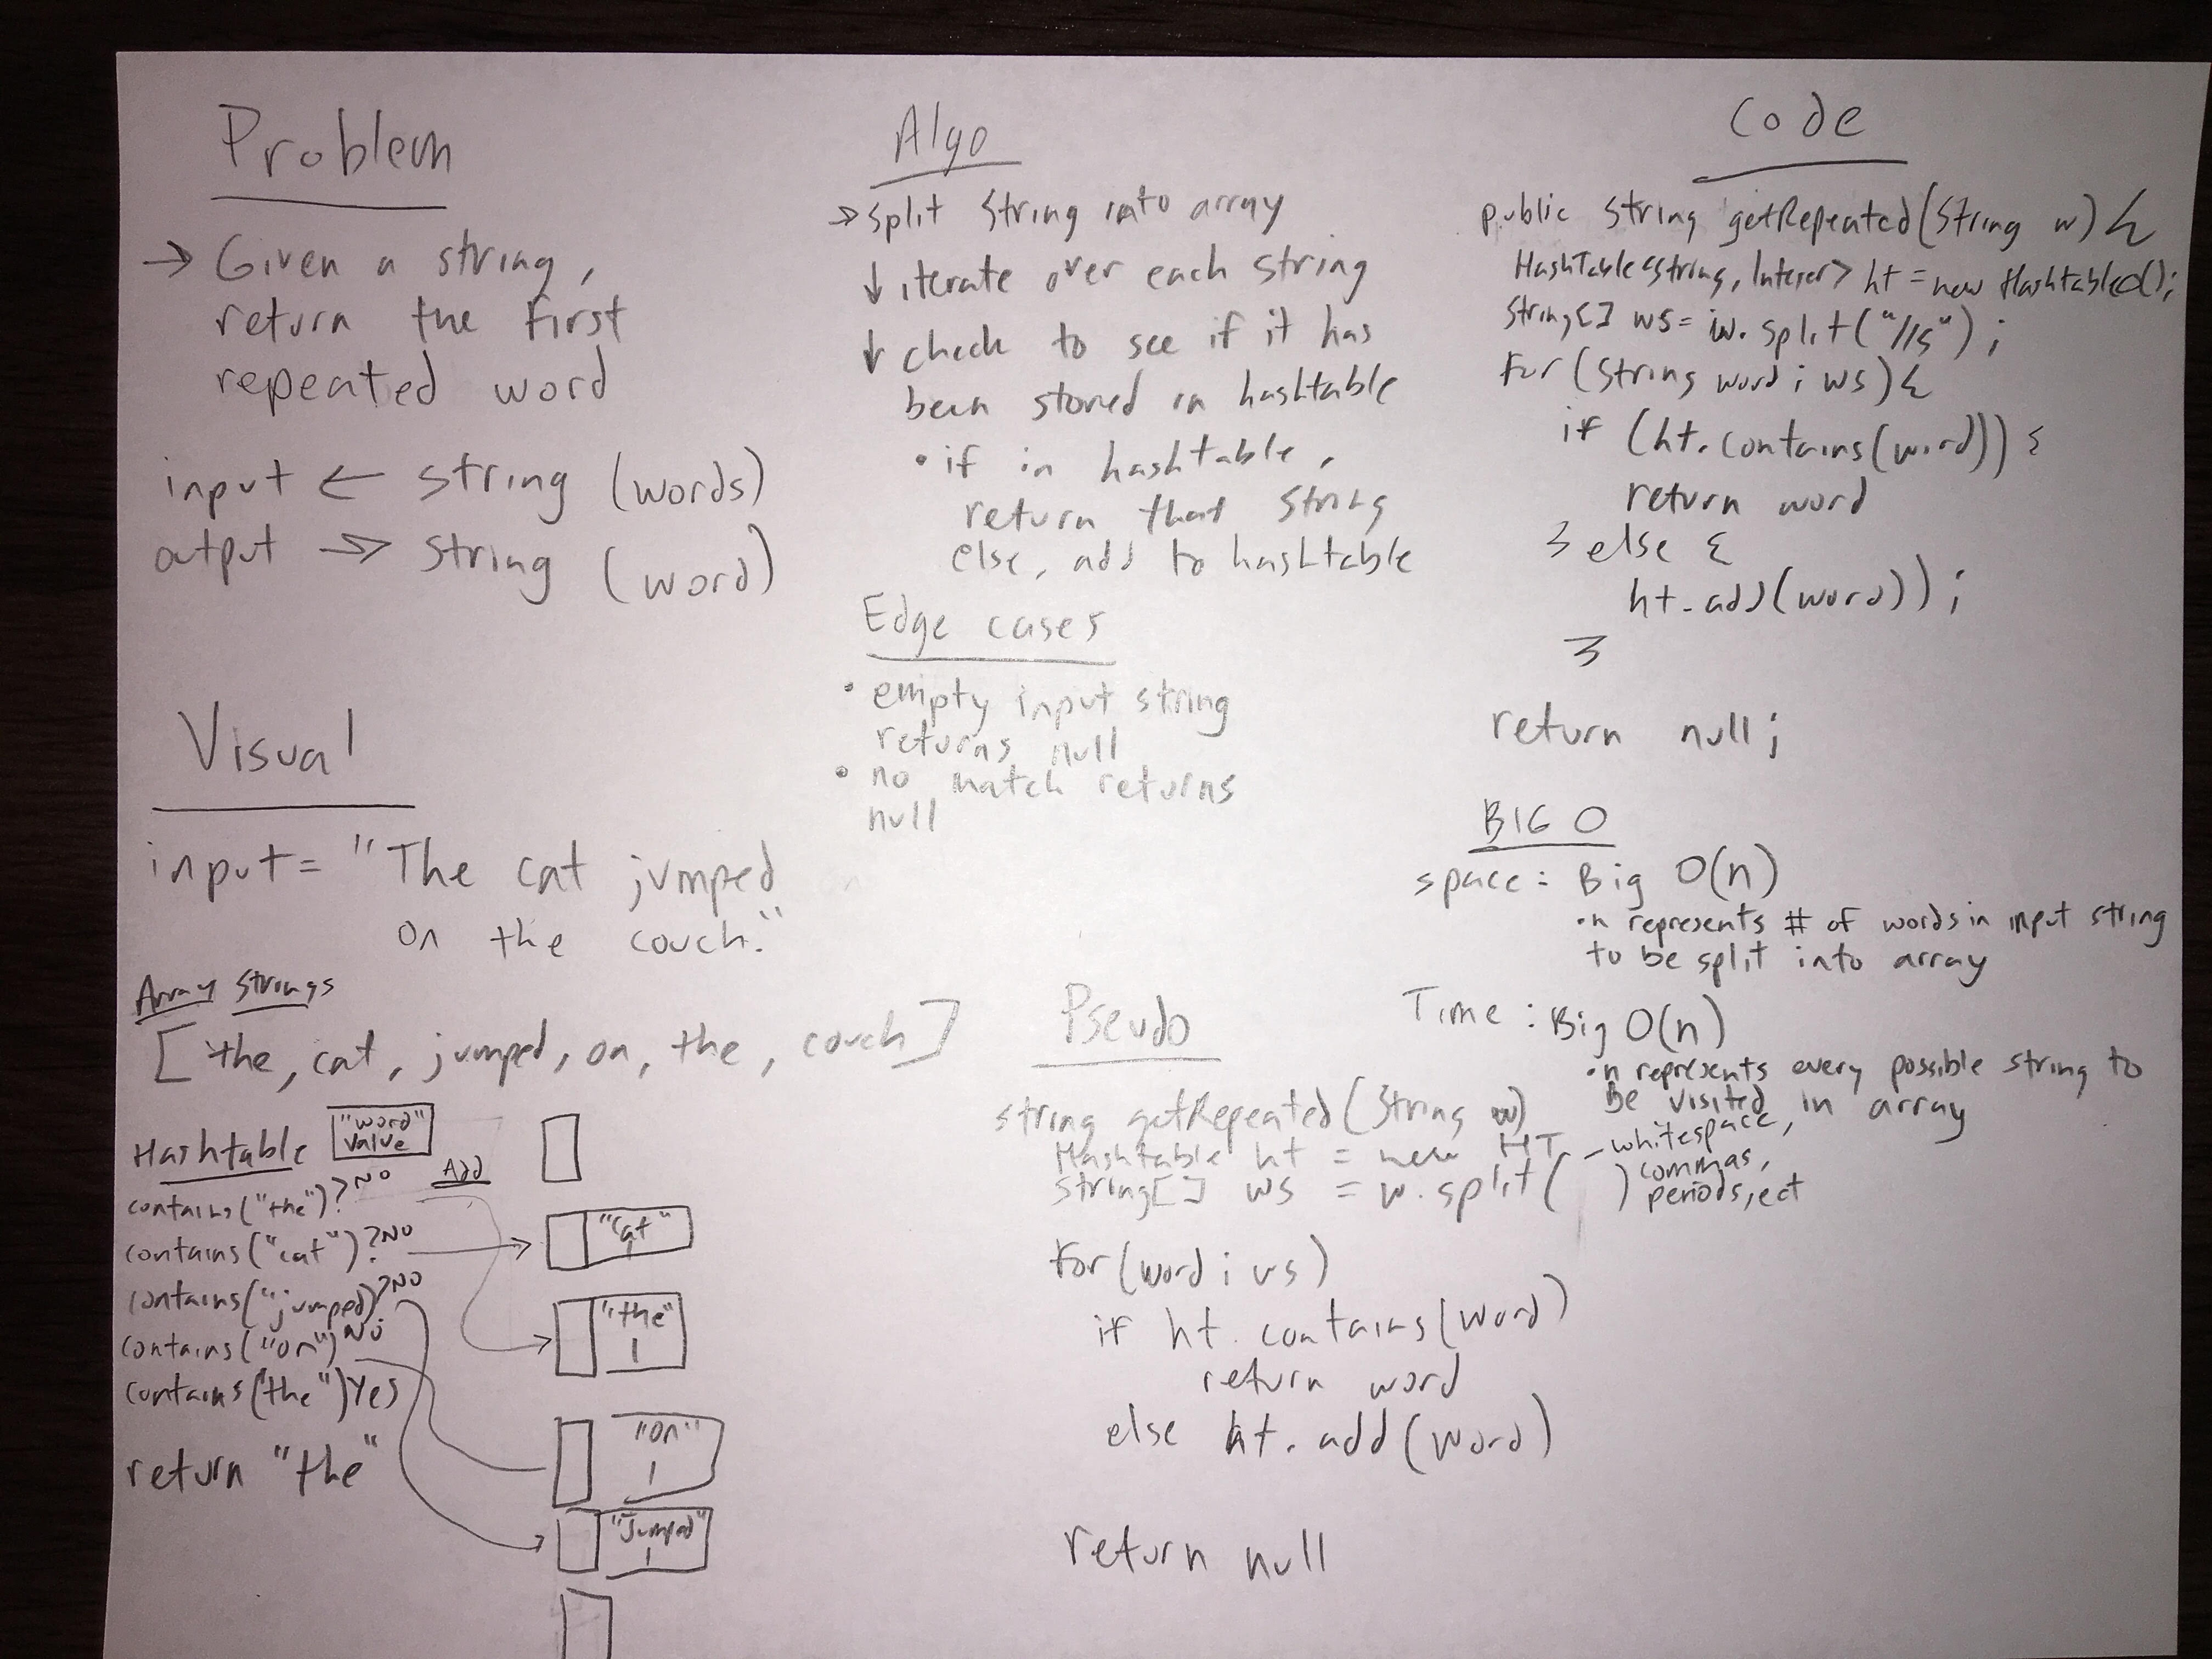 Problem
→ Given a string,
return the first
repeated word
input ← string (words)
output → string (word)
Visual
input = "The cat jumped
on the couch."
Array Strings
[the, cat, jumped, on, the, couch]
Hashtable
"word"
value
Add
contains("the")? NO
contains("cat")? NO
contains("jumped)? NO
contains("on") NO
contains("the") Yes
return "the"
"Cat"
1
"the"
1
"on"
1
"Jumped"
1
Algo
→ split string into array
↓ iterate over each string
↓ check to see if it has
been stored in hashtable
• if in hashtable,
return that string
else, add to hashtable
Edge cases
• empty input string
returns null
• no match returns
null
Pseudo
string getRepeated(String w)
Hashtable ht = new HT
string[] ws = w.split( )
- whitespace,
commas,
periods, ect
for (word ; ws)
if ht. contains(word)
return word
else ht. add(word)
return null
Code
public string getRepeated(String w) {
HashTable<string, Integer> ht = new Hashtable<>();
string[] ws = w. split("//s") ;
for (string word ; ws) {
if (ht. contains(word)) {
return word
} else {
ht. add(word)) ;
}
return null ;
BIG O
space : Big O(n)
• n represents # of words in input string
to be split into array
Time : Big O(n)
• n represents every possible string to
Be visited in array